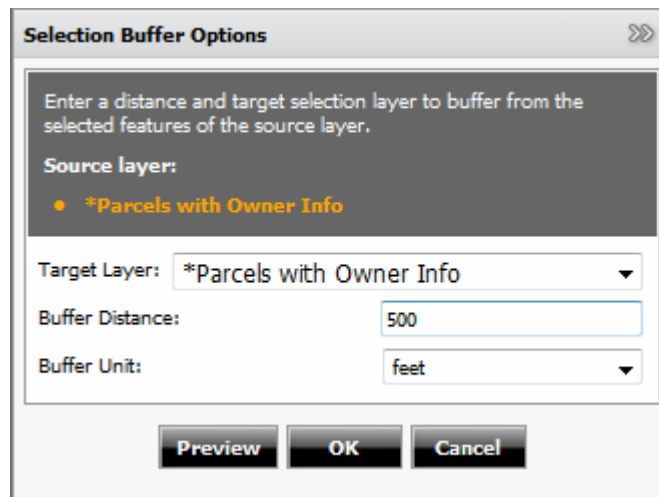 Selection Buffer Options
Enter a distance and target selection layer to buffer from the
selected features of the source layer.
Source layer:
• *Parcels with Owner Info
Target Layer: *Parcels with Owner Info
Buffer Distance: 500
Buffer Unit: feet
Preview OK Cancel